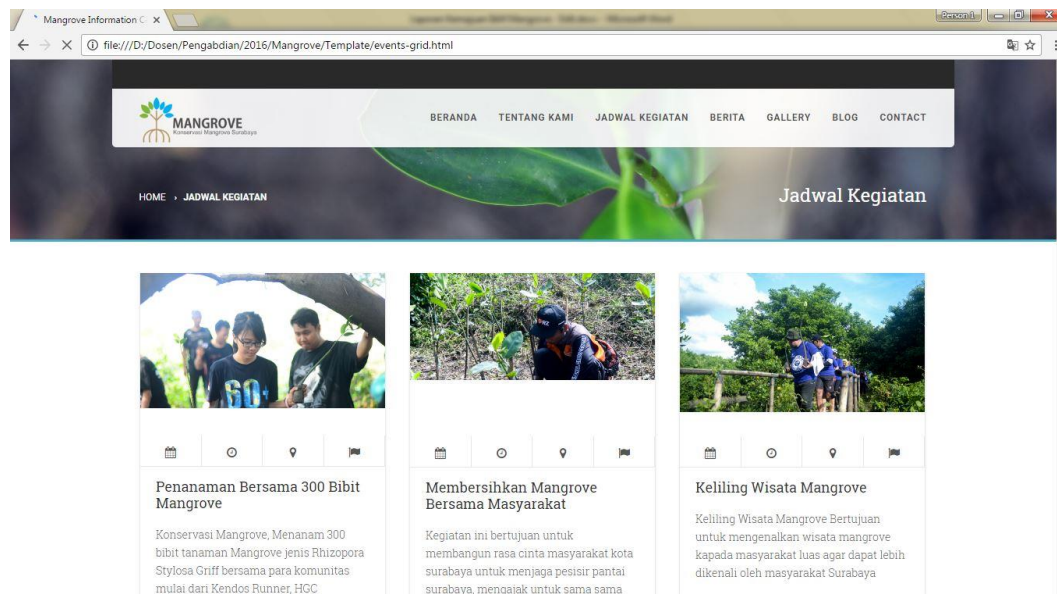 Mangrove Information C
Person 1
file:///D:/Dosen/Pengabdian/2016/Mangrove/Template/events-grid.html
MANGROVE
Konservasi Mangrove Surabaya
BERANDA TENTANG KAMI JADWAL KEGIATAN BERITA GALLERY BLOG CONTACT
HOME › JADWAL KEGIATAN
Jadwal Kegiatan
60+
Penanaman Bersama 300 Bibit
Mangrove
Konservasi Mangrove, Menanam 300
bibit tanaman Mangrove jenis Rhizopora
Stylosa Griff bersama para komunitas
mulai dari Kendos Runner, HGC
Membersihkan Mangrove
Bersama Masyarakat
Kegiatan ini bertujuan untuk
membangun rasa cinta masyarakat kota
surabaya untuk menjaga pesisir pantai
surabaya, mengajak untuk sama sama
Keliling Wisata Mangrove
Keliling Wisata Mangrove Bertujuan
untuk mengenalkan wisata mangrove
kapada masyarakat luas agar dapat lebih
dikenali oleh masyarakat Surabaya